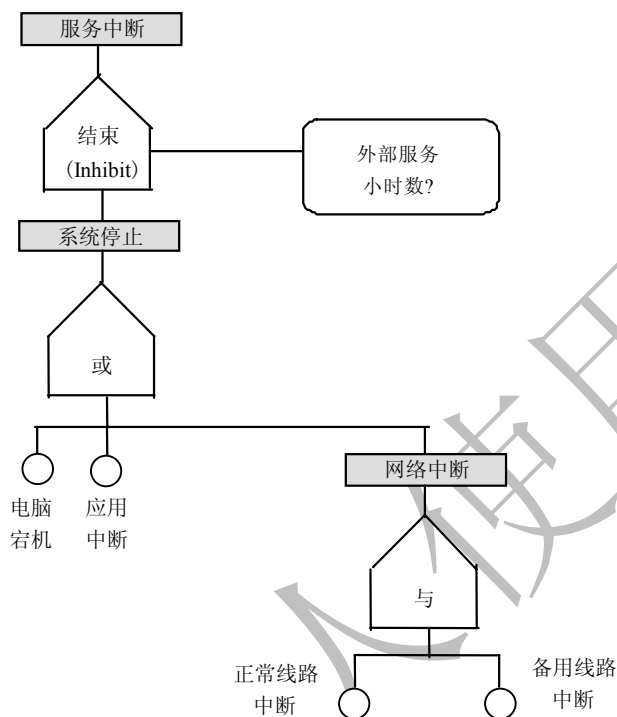 服务中断
结束
(Inhibit)
外部服务
小时数?
系统停止
或
电脑
宕机
应用
中断
网络中断
与
正常线路
中断
备用线路
中断